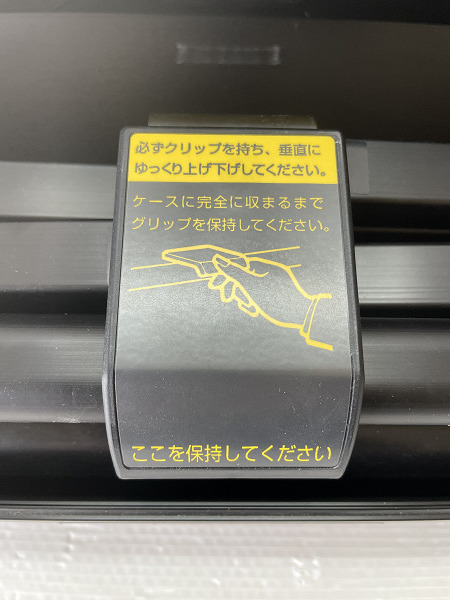 必ずグリップを持ち、垂直に
ゆっくり上げ下げしてください。
ケースに完全に収まるまで
グリップを保持してください。
ここを保持してください